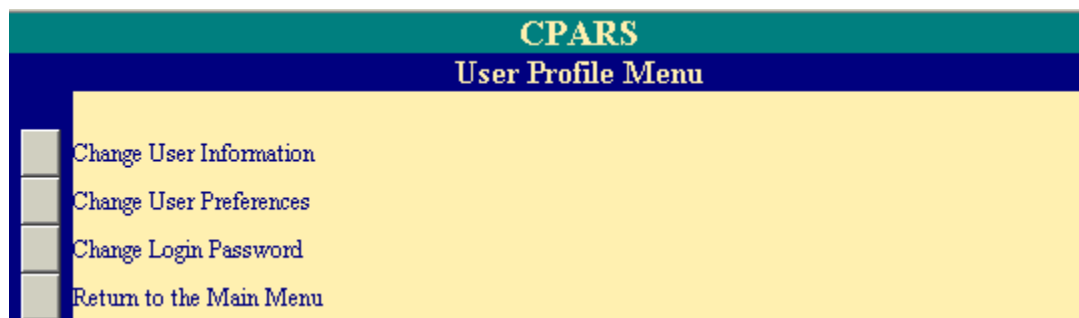 CPARS
User Profile Menu
Change User Information
Change User Preferences
Change Login Password
Return to the Main Menu